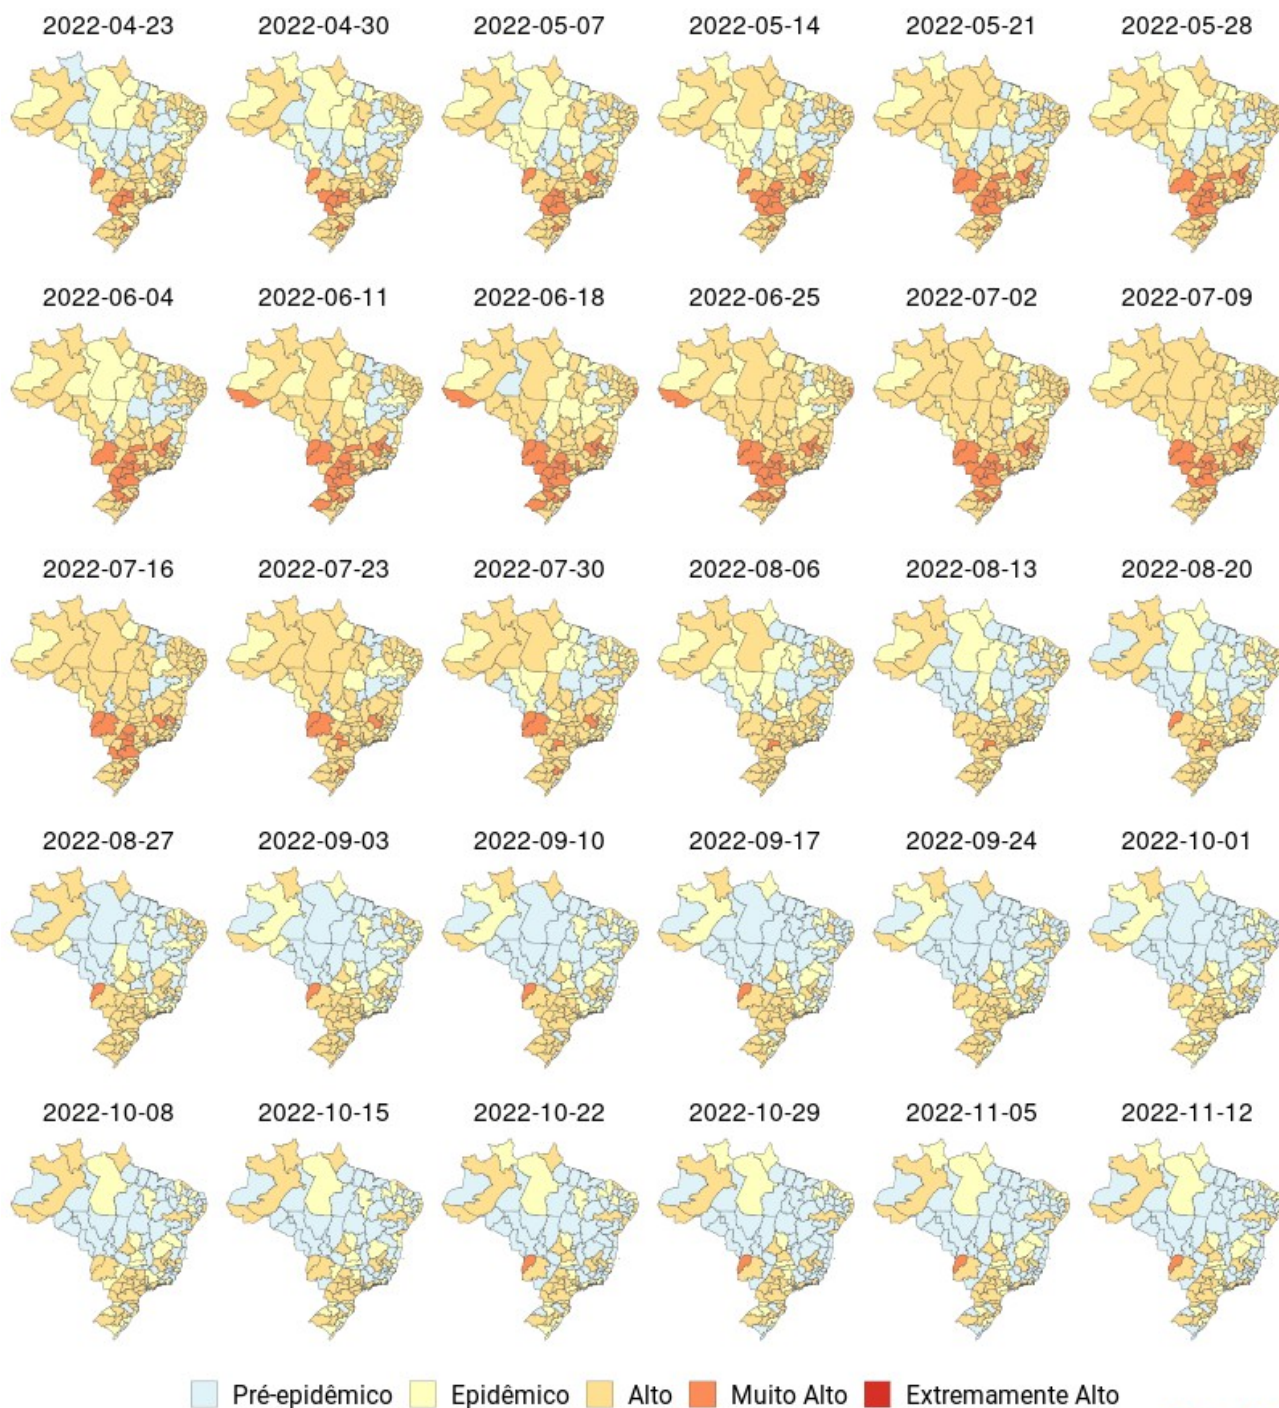 2022-04-23 2022-04-30 2022-05-07 2022-05-14 2022-05-21 2022-05-28
2022-06-04 2022-06-11 2022-06-18 2022-06-25 2022-07-02 2022-07-09
2022-07-16 2022-07-23 2022-07-30 2022-08-06 2022-08-13 2022-08-20
2022-08-27 2022-09-03 2022-09-10 2022-09-17 2022-09-24 2022-10-01
2022-10-08 2022-10-15 2022-10-22 2022-10-29 2022-11-05 2022-11-12
Pré-epidêmico Epidêmico Alto Muito Alto Extremamente Alto